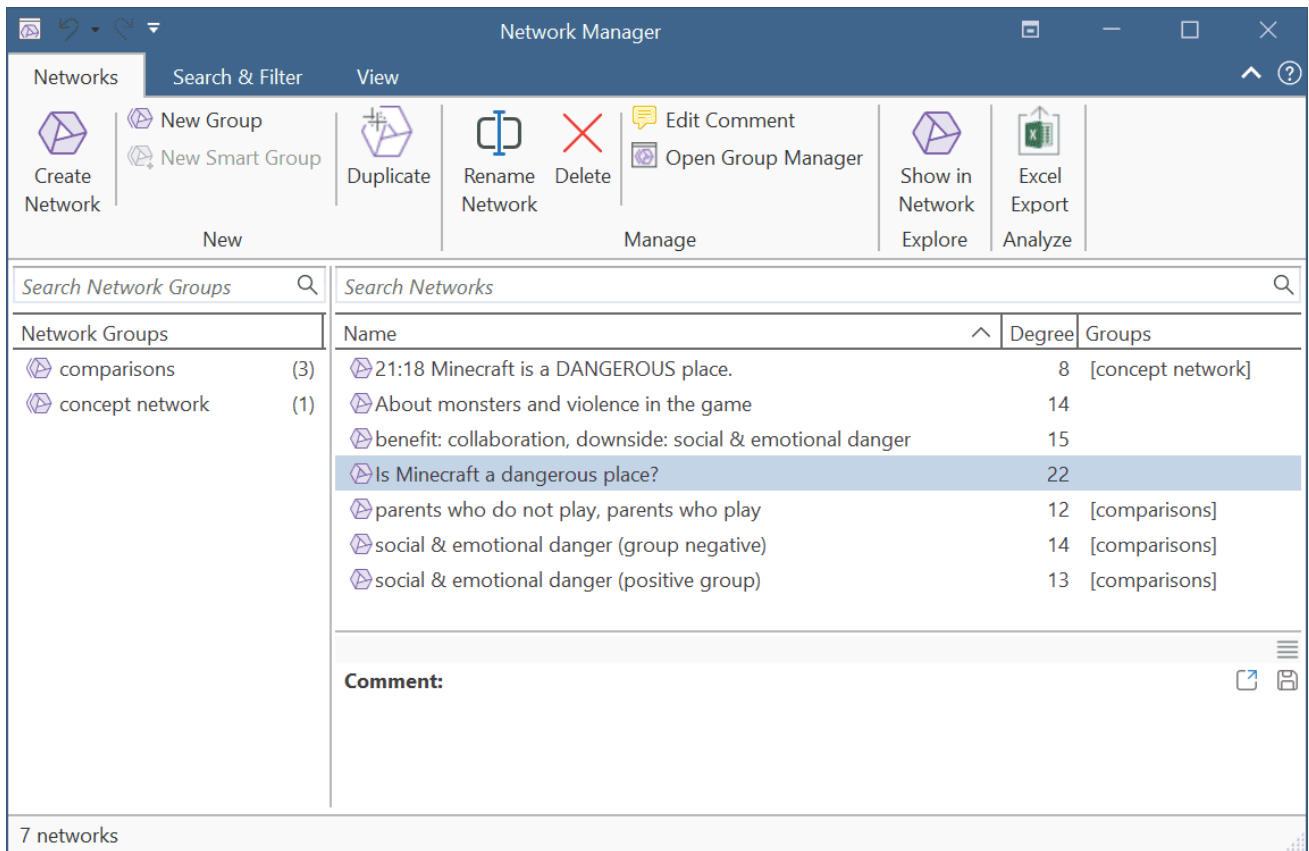 Network Manager
Networks Search & Filter View
Create Network
New Group
New Smart Group
New
Duplicate
Rename Network
Delete
Edit Comment
Open Group Manager
Manage
Show in Network
Explore
Excel Export
Analyze
Search Network Groups
Search Networks
Network Groups
comparisons (3)
concept network (1)
Name Degree Groups
21:18 Minecraft is a DANGEROUS place. 8 [concept network]
About monsters and violence in the game 14
benefit: collaboration, downside: social & emotional danger 15
Is Minecraft a dangerous place? 22
parents who do not play, parents who play 12 [comparisons]
social & emotional danger (group negative) 14 [comparisons]
social & emotional danger (positive group) 13 [comparisons]
Comment:
7 networks